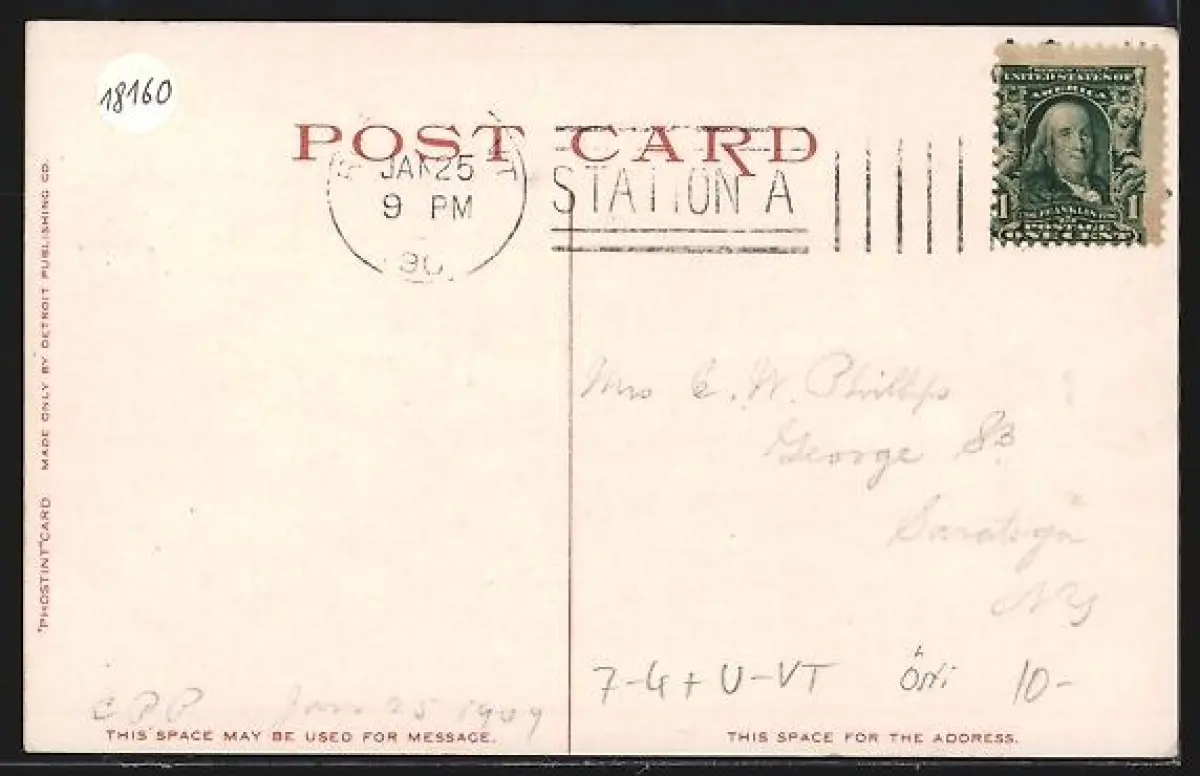 18160
POST CARD
JAN 25
9 PM
STATION A
UNITED STATES OF
AMERICA
1 1
POSTAGE
ONE CENT
"PHOSTINT" CARD MADE ONLY BY DETROIT PUBLISHING CO.
Mrs C. W. Phillips
George St
Saratoga
NY
7-4+U-VT 10-
CPP Jan 25 1909
THIS SPACE MAY BE USED FOR MESSAGE.
THIS SPACE FOR THE ADDRESS.